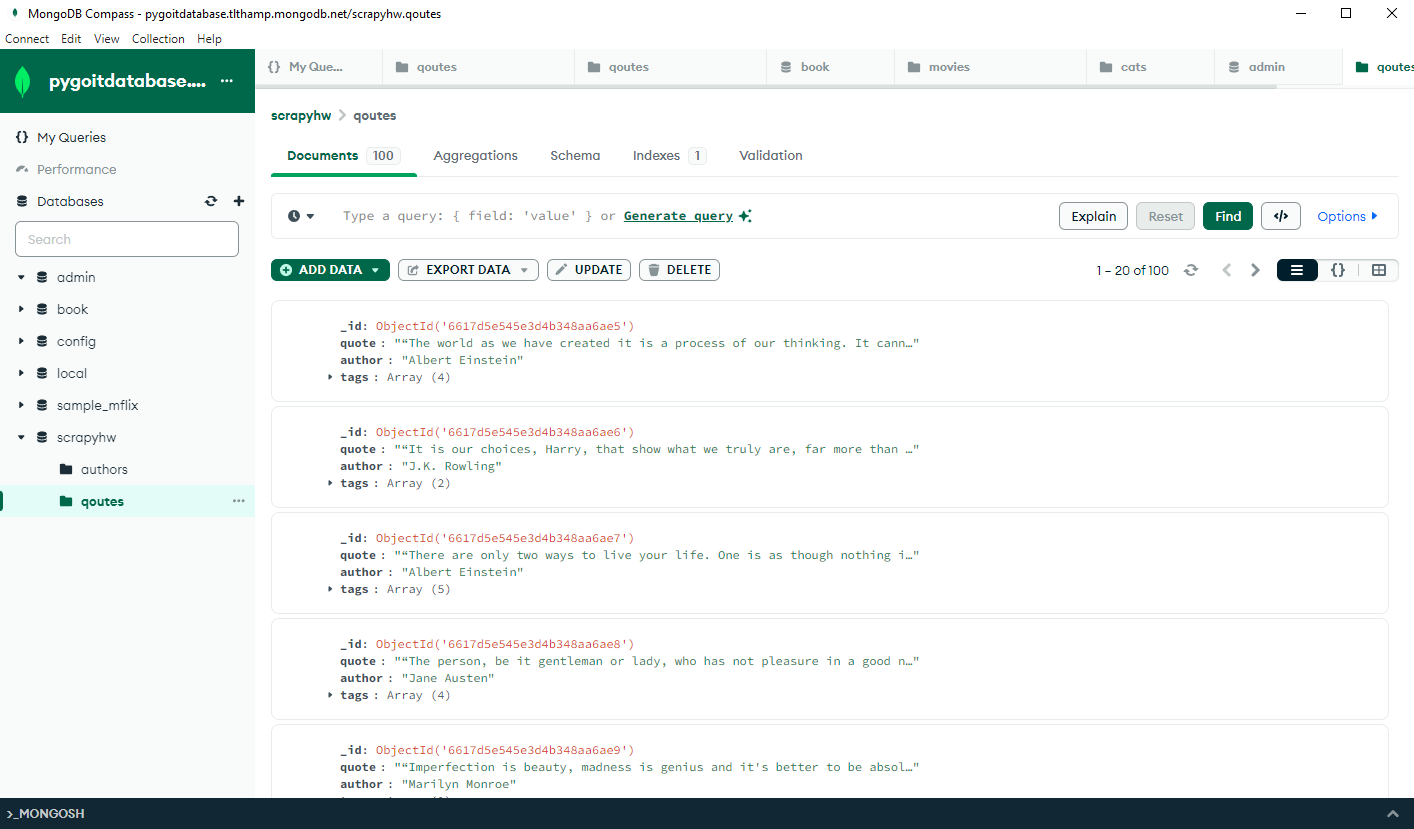 MongoDB Compass - pygoitdatabase.tlthamp.mongodb.net/scrapyhw.qoutes
Connect Edit View Collection Help
pygoitdatabase.... ...
{} My Que... qoutes qoutes book movies cats admin qoutes
scrapyhw > qoutes
{} My Queries
Performance
Databases
Search
admin
book
config
local
sample_mflix
scrapyhw
authors
qoutes ...
Documents 100 Aggregations Schema Indexes 1 Validation
Type a query: { field: 'value' } or Generate query Explain Reset Find </> Options
ADD DATA EXPORT DATA UPDATE DELETE 1 – 20 of 100 {}
_id: ObjectId('6617d5e545e3d4b348aa6ae5')
quote : "“The world as we have created it is a process of our thinking. It cann…"
author : "Albert Einstein"
tags : Array (4)
_id: ObjectId('6617d5e545e3d4b348aa6ae6')
quote : "“It is our choices, Harry, that show what we truly are, far more than …"
author : "J.K. Rowling"
tags : Array (2)
_id: ObjectId('6617d5e545e3d4b348aa6ae7')
quote : "“There are only two ways to live your life. One is as though nothing i…"
author : "Albert Einstein"
tags : Array (5)
_id: ObjectId('6617d5e545e3d4b348aa6ae8')
quote : "“The person, be it gentleman or lady, who has not pleasure in a good n…"
author : "Jane Austen"
tags : Array (4)
_id: ObjectId('6617d5e545e3d4b348aa6ae9')
quote : "“Imperfection is beauty, madness is genius and it's better to be absol…"
author : "Marilyn Monroe"
>_MONGOSH